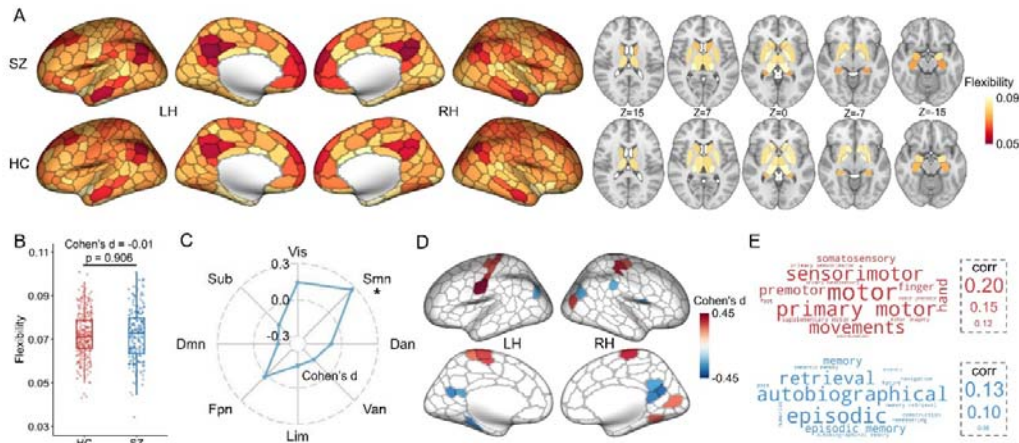 A
SZ
LH
RH
HC
Z=15
Z=7
Z=0
Z=-7
Z=-15
Flexibility
0.09
0.05
B
Cohen's d = -0.01
p = 0.906
Flexibility
0.11
0.09
0.07
0.05
0.03
HC
SZ
C
Vis
Smn
*
Dan
Van
Lim
Fpn
Dmn
Sub
0.3
0.0
-0.3
Cohen's d
D
LH
RH
Cohen's d
0.45
-0.45
E
somatosensory
sensorimotor
premotor motor finger
hand
primary motor
movements
corr
0.20
0.15
0.12
memory
retrieval
autobiographical
episodic
episodic memory
corr
0.13
0.10